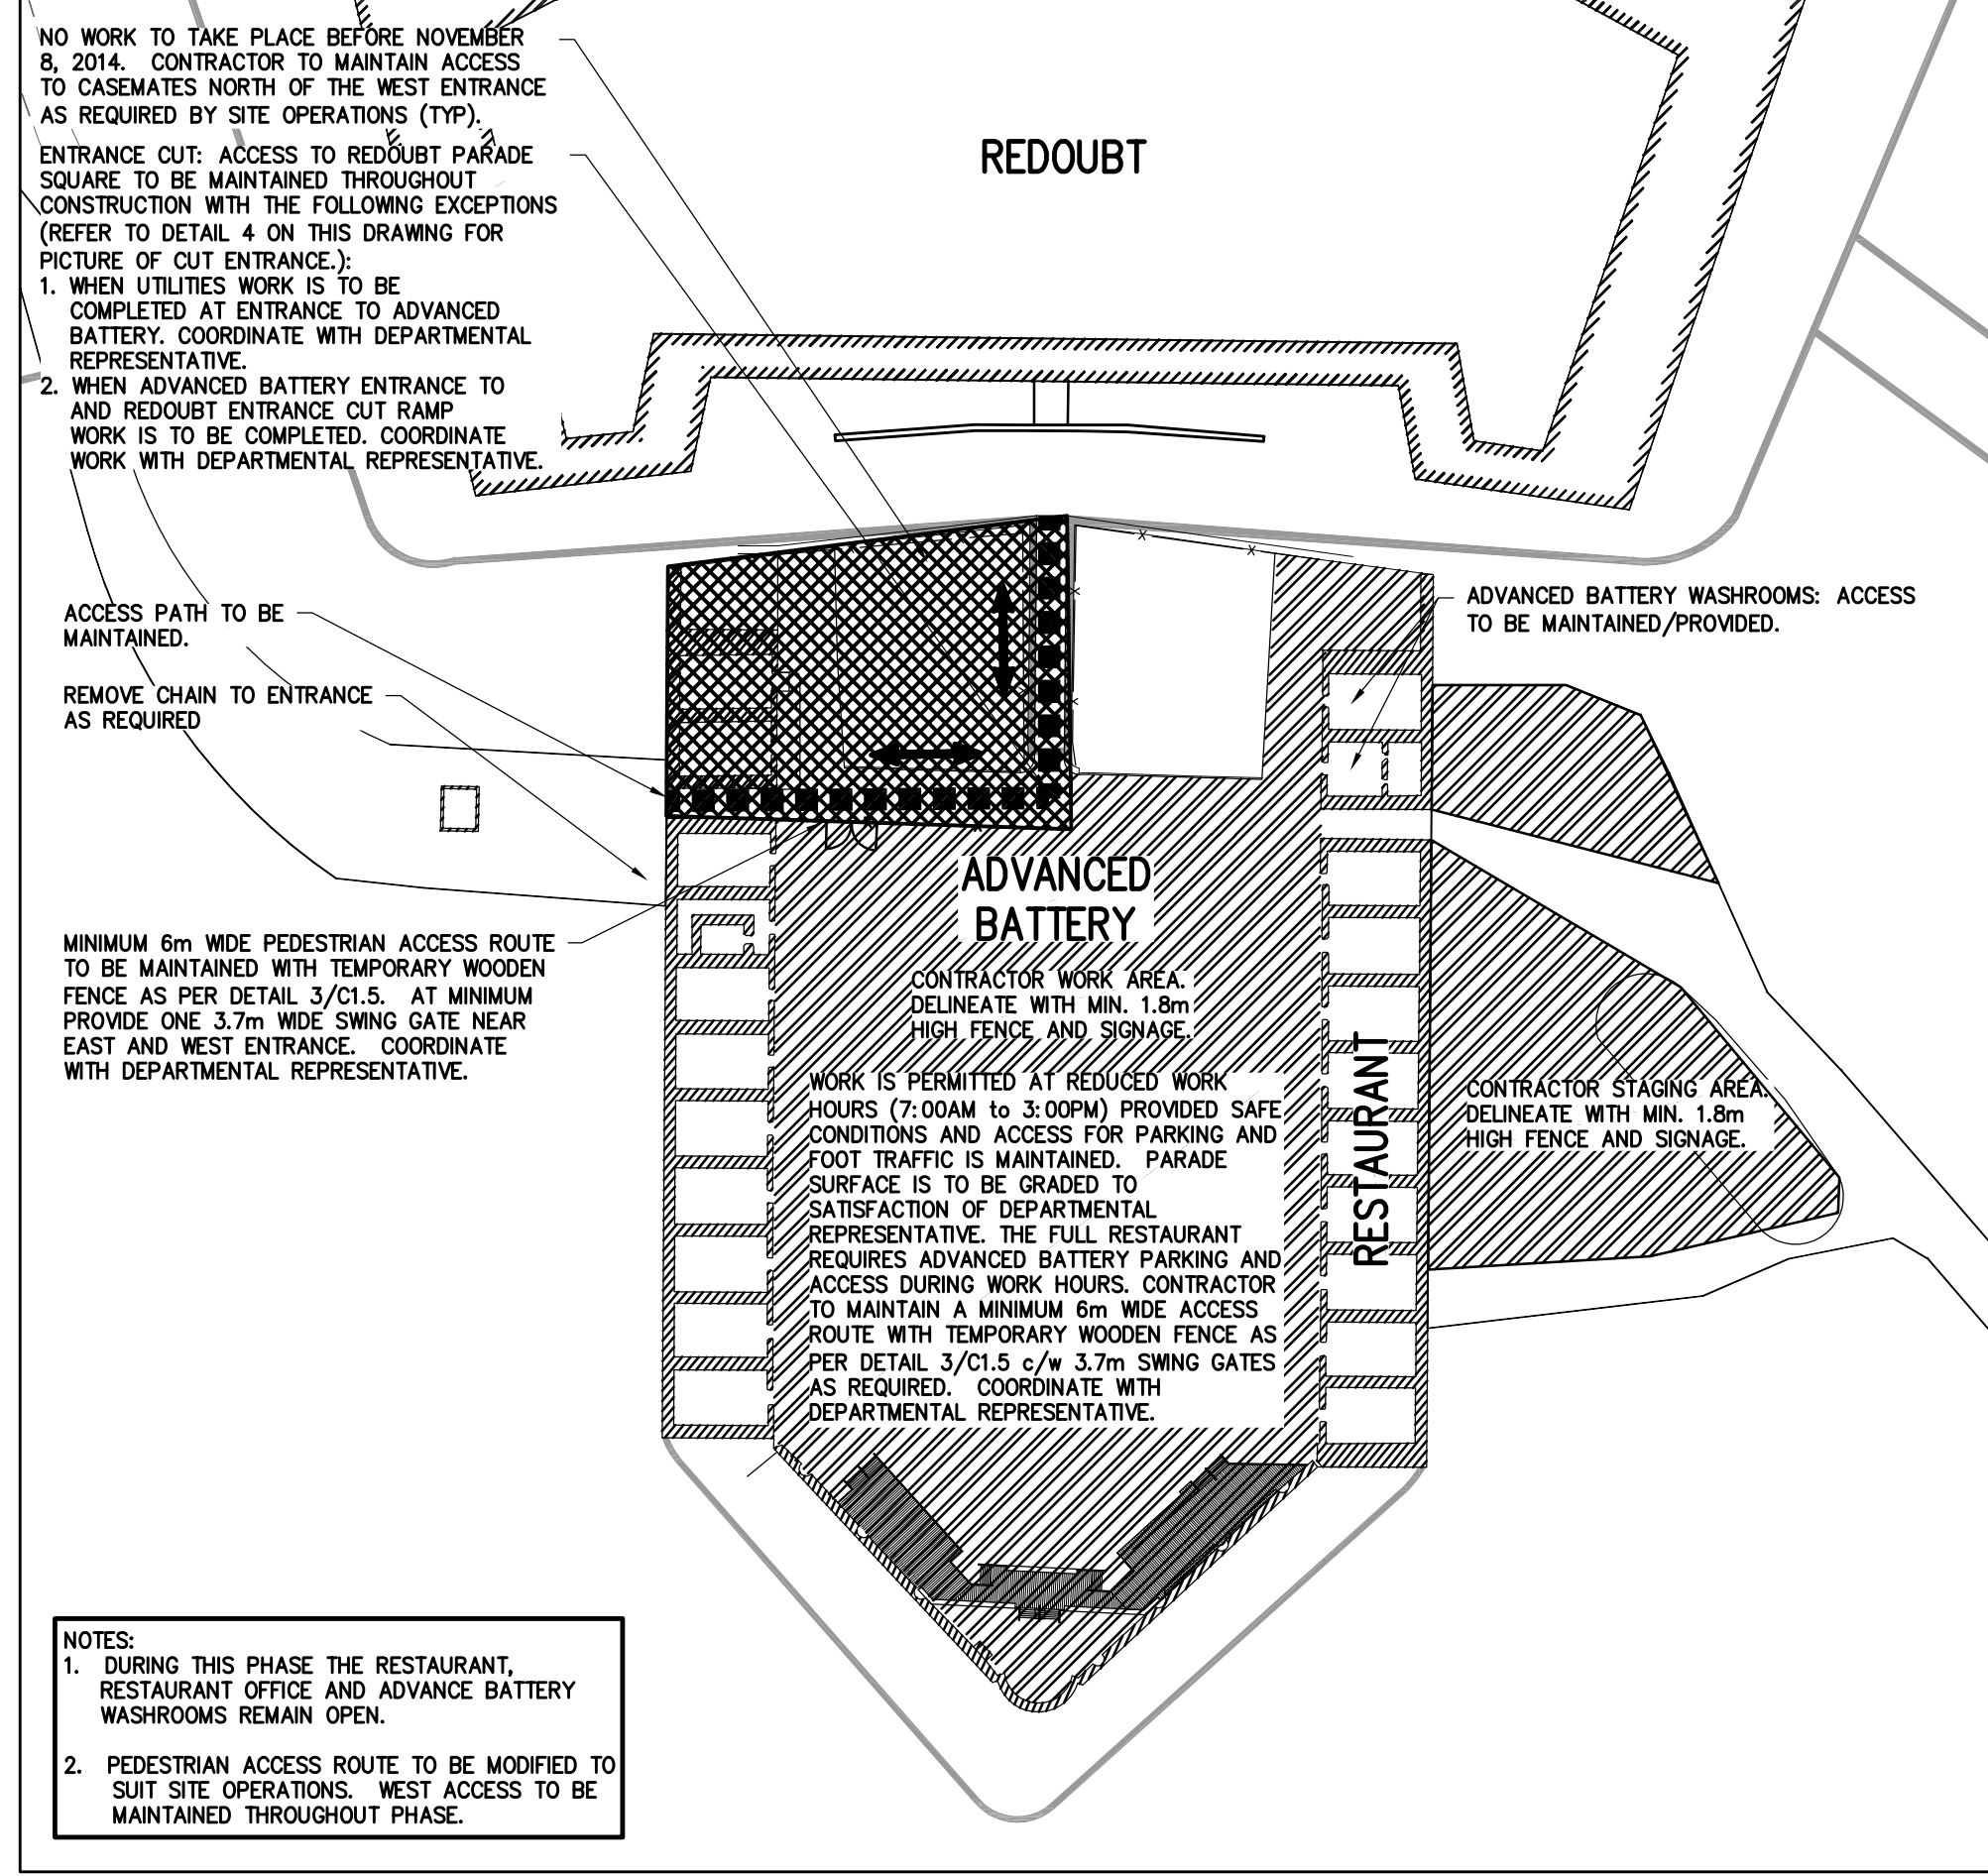 NO WORK TO TAKE PLACE BEFORE NOVEMBER
8, 2014. CONTRACTOR TO MAINTAIN ACCESS
TO CASEMATES NORTH OF THE WEST ENTRANCE
AS REQUIRED BY SITE OPERATIONS (TYP).
ENTRANCE CUT: ACCESS TO REDOUBT PARADE
SQUARE TO BE MAINTAINED THROUGHOUT
CONSTRUCTION WITH THE FOLLOWING EXCEPTIONS
(REFER TO DETAIL 4 ON THIS DRAWING FOR
PICTURE OF CUT ENTRANCE.):
1. WHEN UTILITIES WORK IS TO BE
COMPLETED AT ENTRANCE TO ADVANCED
BATTERY. COORDINATE WITH DEPARTMENTAL
REPRESENTATIVE.
2. WHEN ADVANCED BATTERY ENTRANCE TO
AND REDOUBT ENTRANCE CUT RAMP
WORK IS TO BE COMPLETED. COORDINATE
WORK WITH DEPARTMENTAL REPRESENTATIVE.
REDOUBT
ACCESS PATH TO BE
MAINTAINED.
REMOVE CHAIN TO ENTRANCE
AS REQUIRED
MINIMUM 6m WIDE PEDESTRIAN ACCESS ROUTE
TO BE MAINTAINED WITH TEMPORARY WOODEN
FENCE AS PER DETAIL 3/C1.5. AT MINIMUM
PROVIDE ONE 3.7m WIDE SWING GATE NEAR
EAST AND WEST ENTRANCE. COORDINATE
WITH DEPARTMENTAL REPRESENTATIVE.
ADVANCED BATTERY WASHROOMS: ACCESS
TO BE MAINTAINED/PROVIDED.
ADVANCED
BATTERY
CONTRACTOR WORK AREA.
DELINEATE WITH MIN. 1.8m
HIGH FENCE AND SIGNAGE.
WORK IS PERMITTED AT REDUCED WORK
HOURS (7:00AM to 3:00PM) PROVIDED SAFE
CONDITIONS AND ACCESS FOR PARKING AND
FOOT TRAFFIC IS MAINTAINED. PARADE
SURFACE IS TO BE GRADED TO
SATISFACTION OF DEPARTMENTAL
REPRESENTATIVE. THE FULL RESTAURANT
REQUIRES ADVANCED BATTERY PARKING AND
ACCESS DURING WORK HOURS. CONTRACTOR
TO MAINTAIN A MINIMUM 6m WIDE ACCESS
ROUTE WITH TEMPORARY WOODEN FENCE AS
PER DETAIL 3/C1.5 c/w 3.7m SWING GATES
AS REQUIRED. COORDINATE WITH
DEPARTMENTAL REPRESENTATIVE.
RESTAURANT
CONTRACTOR STAGING AREA.
DELINEATE WITH MIN. 1.8m
HIGH FENCE AND SIGNAGE.
NOTES:
1. DURING THIS PHASE THE RESTAURANT,
RESTAURANT OFFICE AND ADVANCE BATTERY
WASHROOMS REMAIN OPEN.
2. PEDESTRIAN ACCESS ROUTE TO BE MODIFIED TO
SUIT SITE OPERATIONS. WEST ACCESS TO BE
MAINTAINED THROUGHOUT PHASE.